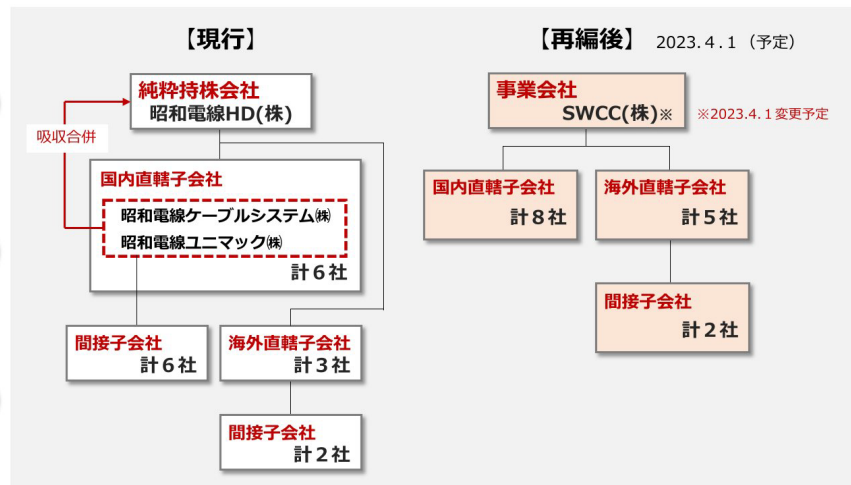 【現行】
純粋持株会社
昭和電線HD(株)
吸収合併
国内直轄子会社
昭和電線ケーブルシステム㈱
昭和電線ユニマック㈱
計6社
間接子会社
計6社
海外直轄子会社
計3社
間接子会社
計2社
【再編後】 2023.4.1（予定）
事業会社
SWCC(株)※
※2023.4.1変更予定
国内直轄子会社
計8社
海外直轄子会社
計5社
間接子会社
計2社